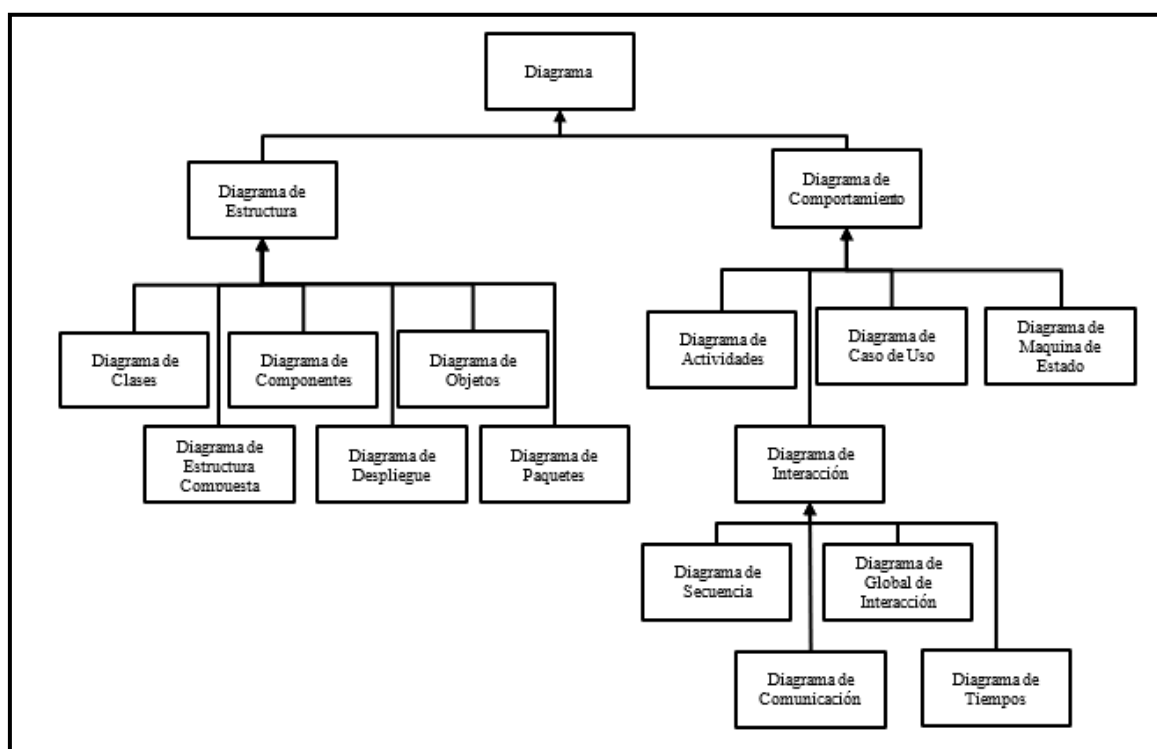 Diagrama
Diagrama de
Estructura
Diagrama de
Comportamiento
Diagrama de
Clases
Diagrama de
Componentes
Diagrama de
Objetos
Diagrama de
Estructura
Compuesta
Diagrama de
Despliegue
Diagrama de
Paquetes
Diagrama de
Actividades
Diagrama de
Caso de Uso
Diagrama de
Maquina de
Estado
Diagrama de
Interacción
Diagrama de
Secuencia
Diagrama de
Global de
Interacción
Diagrama de
Comunicación
Diagrama de
Tiempos